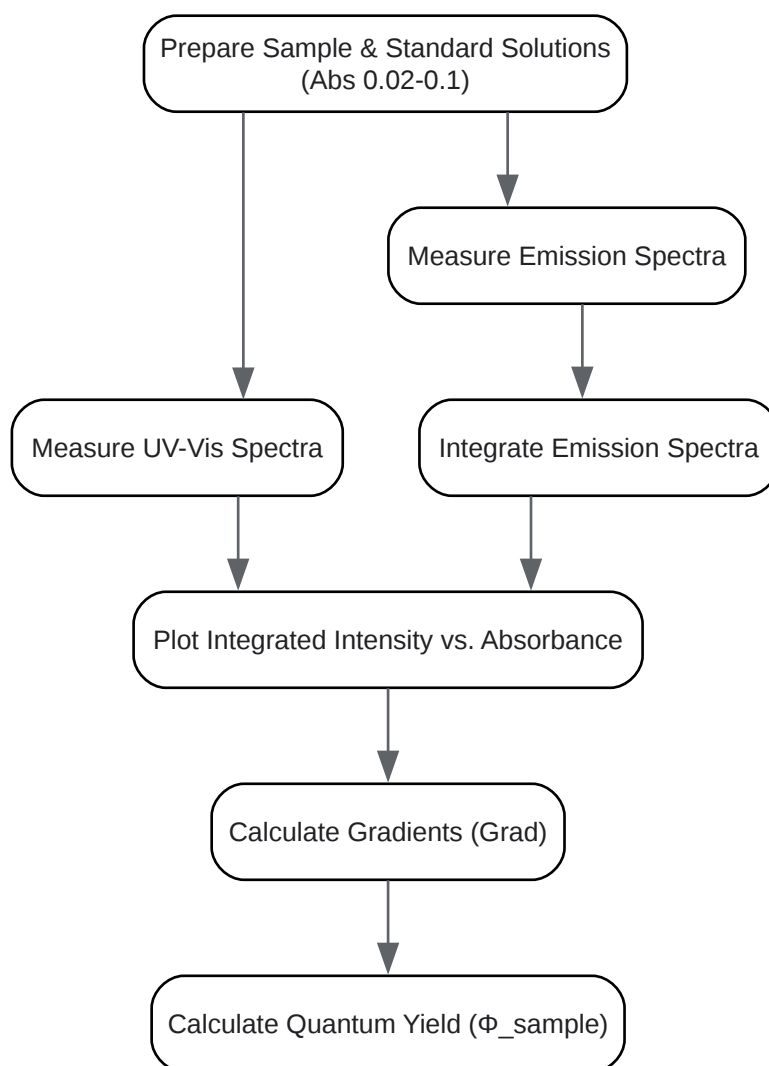 Prepare Sample & Standard Solutions
(Abs 0.02-0.1)
Measure Emission Spectra
Measure UV-Vis Spectra
Integrate Emission Spectra
Plot Integrated Intensity vs. Absorbance
Calculate Gradients (Grad)
Calculate Quantum Yield (Φ_sample)